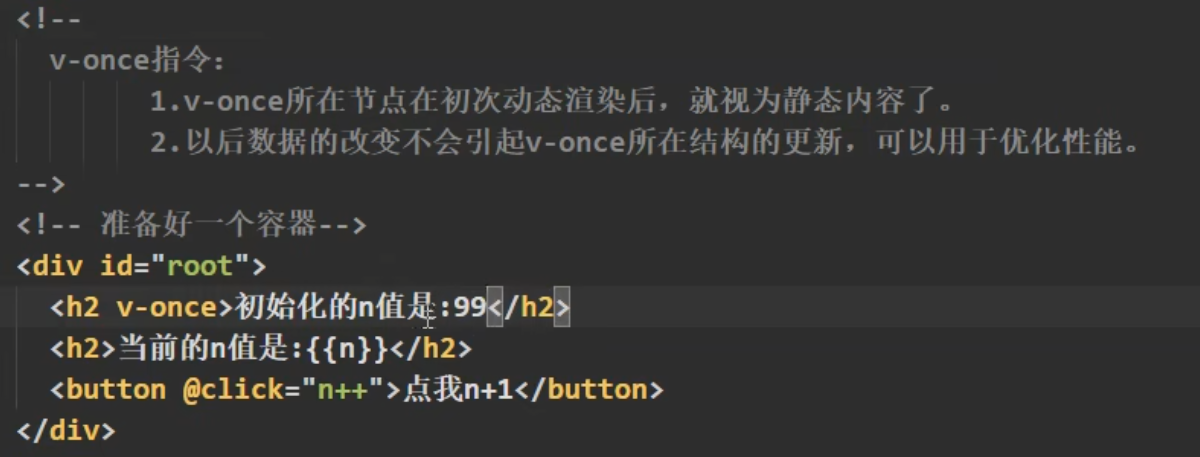 <!--
v-once指令：
1.v-once所在节点在初次动态渲染后，就视为静态内容了。
2.以后数据的改变不会引起v-once所在结构的更新，可以用于优化性能。
-->
<!-- 准备好一个容器-->
<div id="root">
<h2 v-once>初始化的n值是:99</h2>
<h2>当前的n值是:{{n}}</h2>
<button @click="n++">点我n+1</button>
</div>